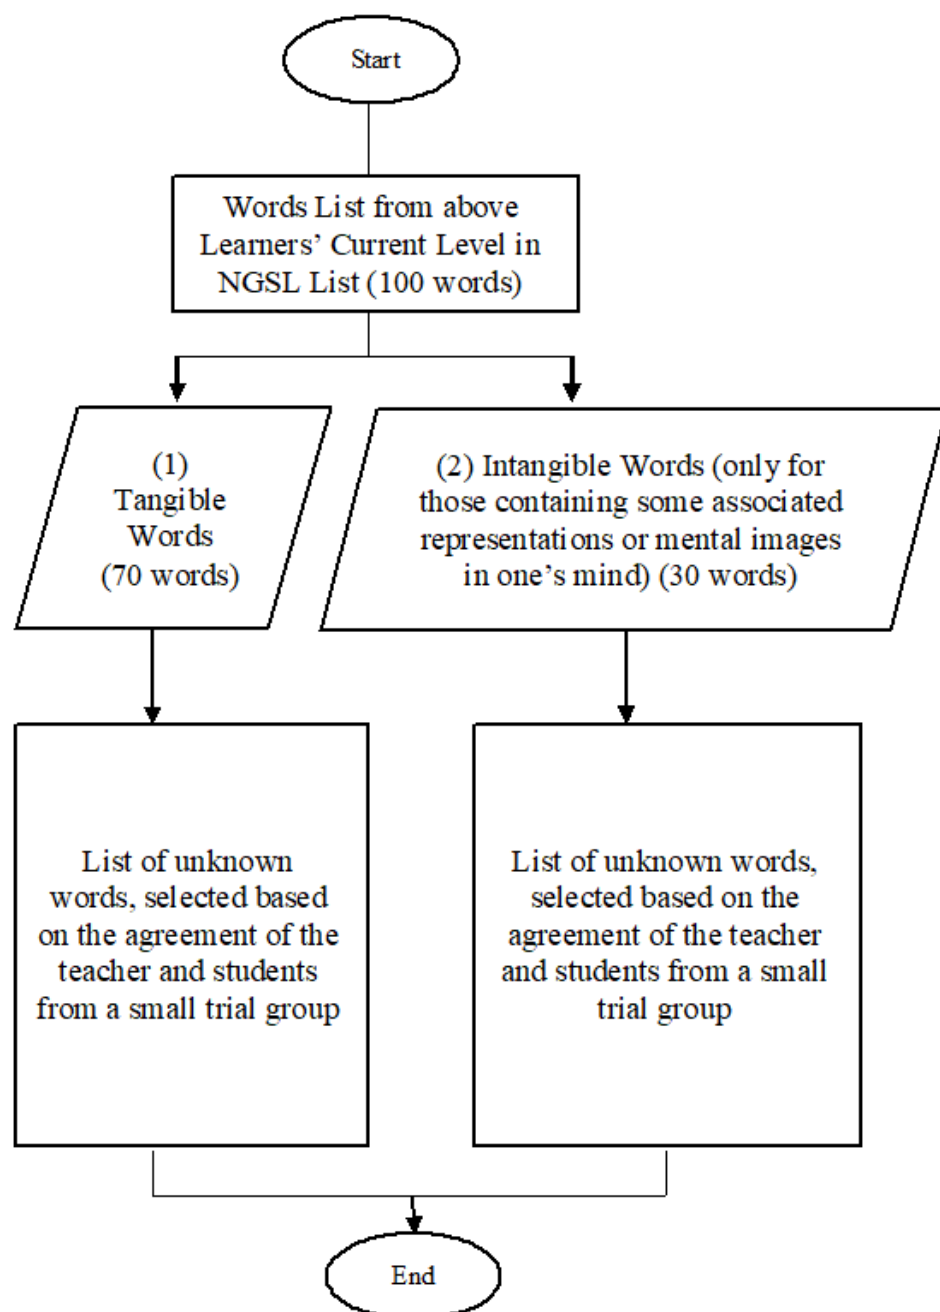 Start
Words List from above
Learners’ Current Level in
NGSL List (100 words)
(1)
Tangible
Words
(70 words)
(2) Intangible Words (only for
those containing some associated
representations or mental images
in one’s mind) (30 words)
List of unknown
words, selected based
on the agreement of the
teacher and students
from a small trial group
List of unknown words,
selected based on the
agreement of the teacher
and students from a small
trial group
End